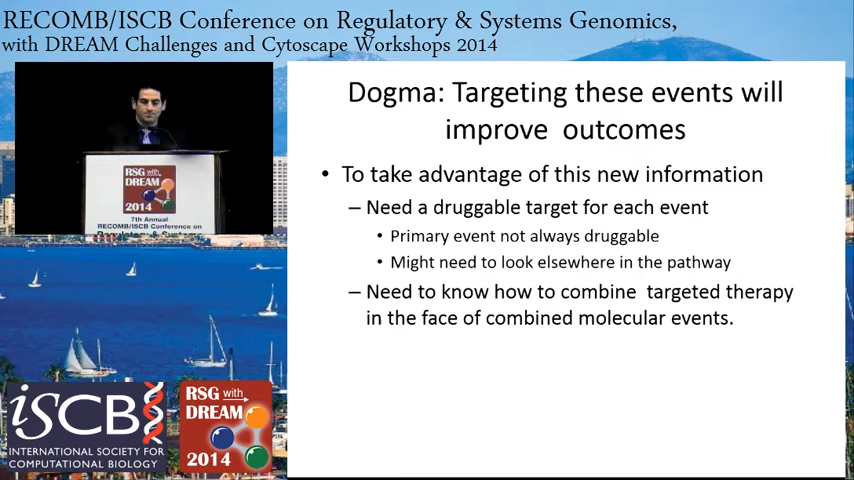 RECOMB/ISCB Conference on Regulatory & Systems Genomics,
with DREAM Challenges and Cytoscape Workshops 2014
RSG with
DREAM
2014
7th Annual
RECOMB/ISCB Conference on
Regulatory & Systems
Dogma: Targeting these events will
improve outcomes
• To take advantage of this new information
– Need a druggable target for each event
• Primary event not always druggable
• Might need to look elsewhere in the pathway
– Need to know how to combine targeted therapy
in the face of combined molecular events.
iSCB
INTERNATIONAL SOCIETY FOR
COMPUTATIONAL BIOLOGY
RSG with
DREAM
2014